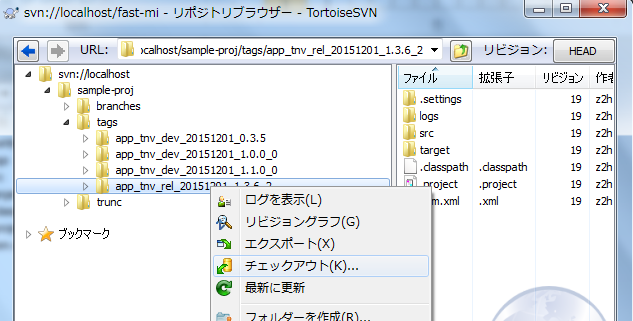 svn://localhost/fast-mi - リポジトリブラウザー - TortoiseSVN
URL: ocalhost/sample-proj/tags/app_tnv_rel_20151201_1.3.6_2 リビジョン: HEAD
svn://localhost
sample-proj
branches
tags
app_tnv_dev_20151201_0.3.5
app_tnv_dev_20151201_1.0.0_0
app_tnv_dev_20151201_1.1.0_0
app_tnv_rel_20151201_1.3.6_2
trunc
ブックマーク
ファイル 拡張子 リビジョン 作者
.settings 19 z2h
logs 19 z2h
src 19 z2h
target 19 z2h
.classpath .classpath 19 z2h
.project .project 19 z2h
m.xml .xml 19 z2h
ログを表示(L)
リビジョングラフ(G)
エクスポート(X)
チェックアウト(K)...
最新に更新
フォルダーを作成(R)...